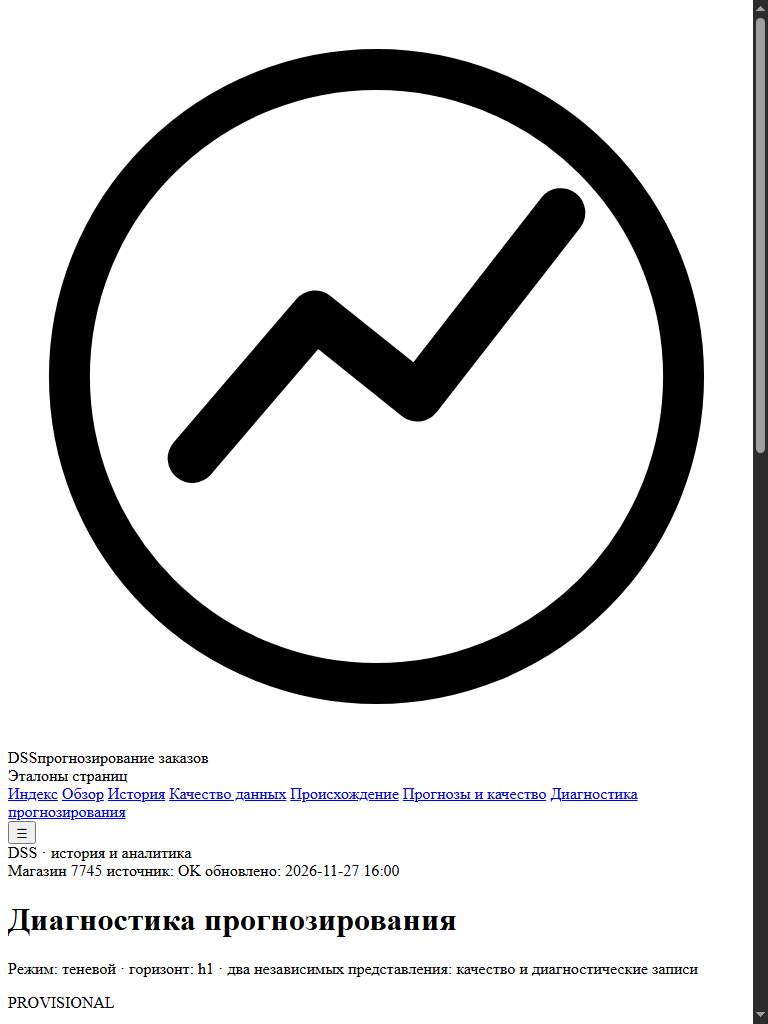 DSSпрогнозирование заказов
Эталоны страниц
Индекс Обзор История Качество данных Происхождение Прогнозы и качество Диагностика
прогнозирования
☰
DSS · история и аналитика
Магазин 7745 источник: OK обновлено: 2026-11-27 16:00
Диагностика прогнозирования
Режим: теневой · горизонт: h1 · два независимых представления: качество и диагностические записи
PROVISIONAL